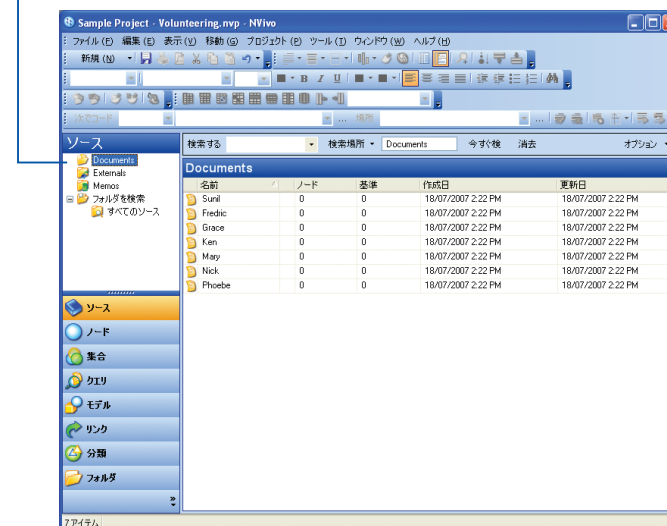 Sample Project - Volunteering.nvp - NVivo
ファイル (F) 編集 (E) 表示 (V) 移動 (G) プロジェクト (P) ツール (T) ウィンドウ (W) ヘルプ (H)
新規 (N)
B I U
次でコード 場所
ソース
Documents
Externals
Memos
フォルダを検索
すべてのソース
検索する 検索場所 Documents 今すぐ検 消去 オプション
Documents
名前 ノード 基準 作成日 更新日
Sunil 0 0 18/07/2007 2:22 PM 18/07/2007 2:22 PM
Fredric 0 0 18/07/2007 2:22 PM 18/07/2007 2:22 PM
Grace 0 0 18/07/2007 2:22 PM 18/07/2007 2:22 PM
Ken 0 0 18/07/2007 2:22 PM 18/07/2007 2:22 PM
Mary 0 0 18/07/2007 2:22 PM 18/07/2007 2:22 PM
Nick 0 0 18/07/2007 2:22 PM 18/07/2007 2:22 PM
Phoebe 0 0 18/07/2007 2:22 PM 18/07/2007 2:22 PM
ソース
ノード
集合
クエリ
モデル
リンク
分類
フォルダ
7 アイテム